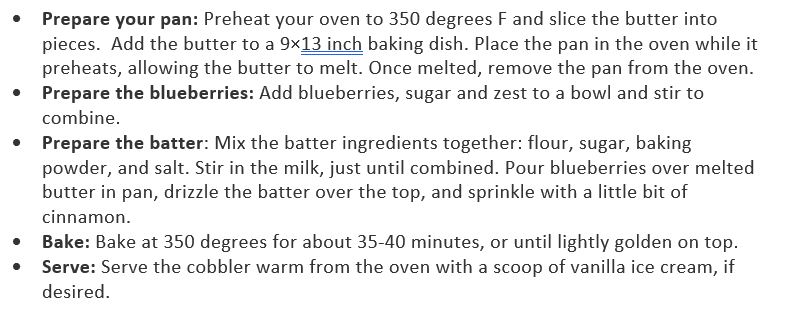 • Prepare your pan: Preheat your oven to 350 degrees F and slice the butter into
pieces.  Add the butter to a 9×13 inch baking dish. Place the pan in the oven while it
preheats, allowing the butter to melt. Once melted, remove the pan from the oven.
• Prepare the blueberries: Add blueberries, sugar and zest to a bowl and stir to
combine.
• Prepare the batter: Mix the batter ingredients together: flour, sugar, baking
powder, and salt. Stir in the milk, just until combined. Pour blueberries over melted
butter in pan, drizzle the batter over the top, and sprinkle with a little bit of
cinnamon.
• Bake: Bake at 350 degrees for about 35-40 minutes, or until lightly golden on top.
• Serve: Serve the cobbler warm from the oven with a scoop of vanilla ice cream, if
desired.